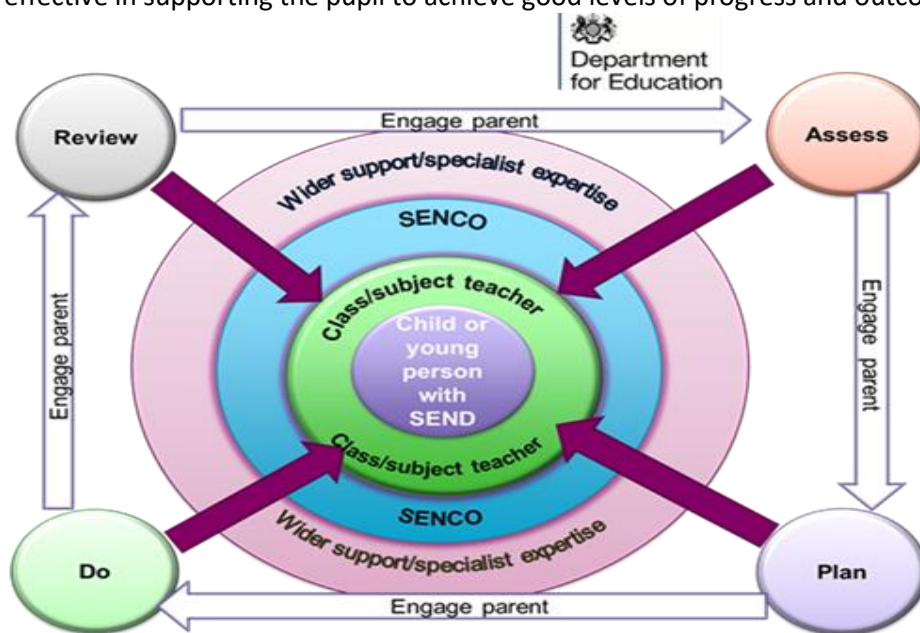 effective in supporting the pupil to achieve good levels of progress and outco
Department
for Education
Review
Engage parent
Assess
Wider support/specialist expertise
SENCO
Class/subject teacher
Child or
young
person
with
SEND
Engage parent
Engage parent
Class/subject teacher
SENCO
Wider support/specialist expertise
Do
Engage parent
Plan